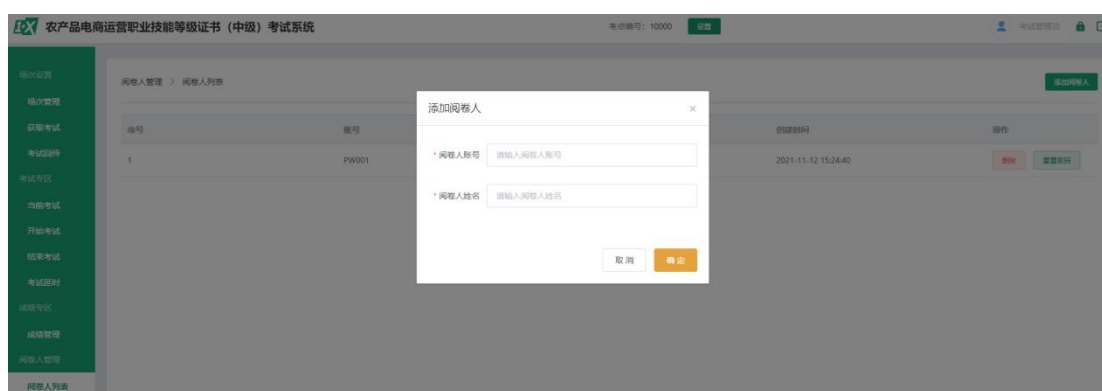 农产品电商运营职业技能等级证书（中级）考试系统
考点编号：10000
设置
考试管理员
场次设置
场次管理
获取考试
考试回传
考试专区
当前考试
开始考试
结束考试
考试延时
成绩专区
成绩管理
阅卷人管理
阅卷人列表
阅卷人管理 > 阅卷人列表
添加阅卷人
序号
账号
创建时间
操作
1
PW001
2021-11-12 15:24:40
删除
重置密码
添加阅卷人
* 阅卷人账号 请输入阅卷人账号
* 阅卷人姓名 请输入阅卷人姓名
取消
确定